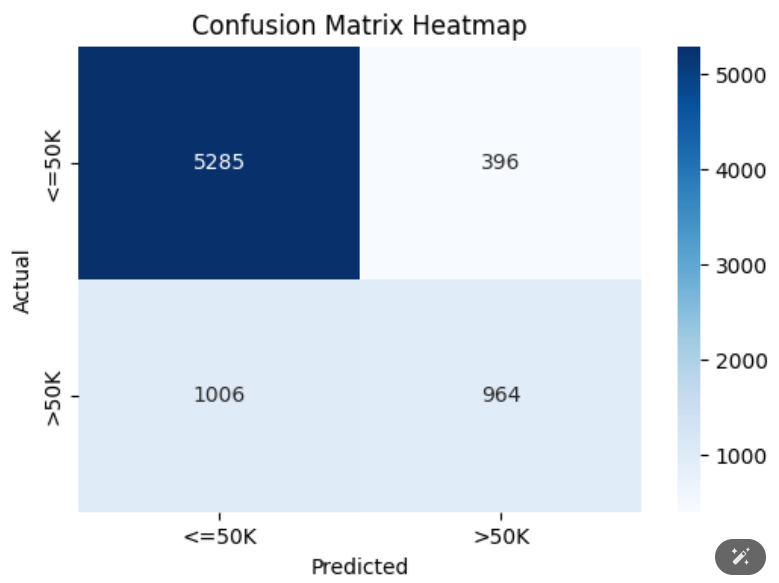 Confusion Matrix Heatmap
5285
396
1006
964
<=50K
>50K
Actual
<=50K
>50K
Predicted
5000
4000
3000
2000
1000